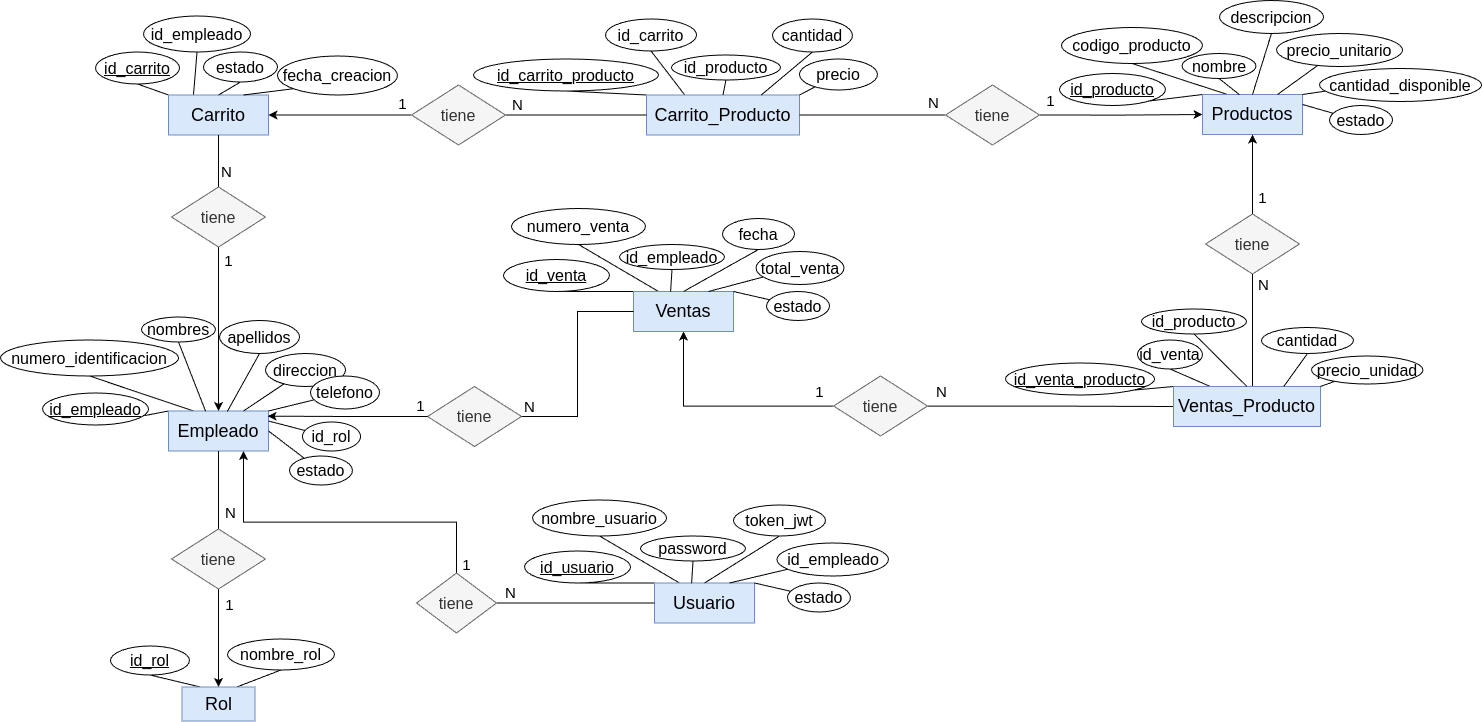 descripcion
id_empleado
id_carrito
cantidad
codigo_producto
precio_unitario
id_carrito
estado
fecha_creacion
id_carrito_producto
id_producto
precio
nombre
id_producto
cantidad_disponible
estado
Carrito
1
tiene
N
Carrito_Producto
N
tiene
1
Productos
N
tiene
1
1
tiene
N
numero_venta
fecha
id_empleado
id_venta
total_venta
estado
Ventas
nombres
apellidos
numero_identificacion
direccion
telefono
id_empleado
id_rol
estado
Empleado
1
tiene
N
1
tiene
N
id_producto
id_venta
cantidad
id_venta_producto
precio_unidad
Ventas_Producto
N
tiene
1
nombre_usuario
token_jwt
password
id_usuario
id_empleado
estado
1
tiene
N
Usuario
id_rol
nombre_rol
Rol